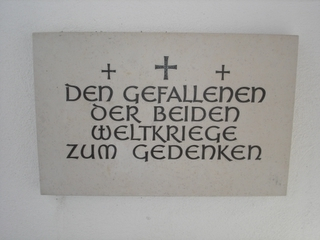 DEN GEFALLENEN
DER BEIDEN
WELTKRIEGE
ZUM GEDENKEN